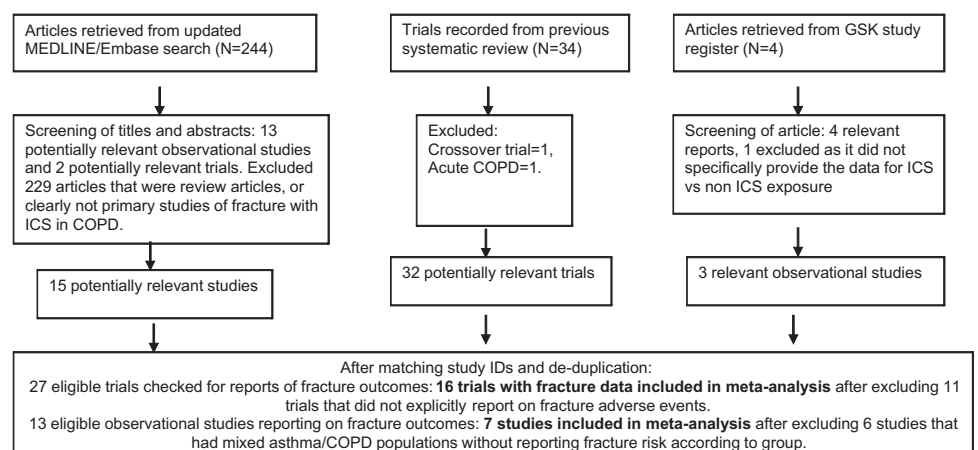 Articles retrieved from updated
MEDLINE/Embase search (N=244)
Trials recorded from previous
systematic review (N=34)
Articles retrieved from GSK study
register (N=4)
Screening of titles and abstracts: 13
potentially relevant observational studies
and 2 potentially relevant trials. Excluded
229 articles that were review articles, or
clearly not primary studies of fracture with
ICS in COPD.
Excluded:
Crossover trial=1,
Acute COPD=1.
Screening of article: 4 relevant
reports, 1 excluded as it did not
specifically provide the data for ICS
vs non ICS exposure
15 potentially relevant studies
32 potentially relevant trials
3 relevant observational studies
After matching study IDs and de-duplication:
27 eligible trials checked for reports of fracture outcomes: 16 trials with fracture data included in meta-analysis after excluding 11
trials that did not explicitly report on fracture adverse events.
13 eligible observational studies reporting on fracture outcomes: 7 studies included in meta-analysis after excluding 6 studies that
had mixed asthma/COPD populations without reporting fracture risk according to group.